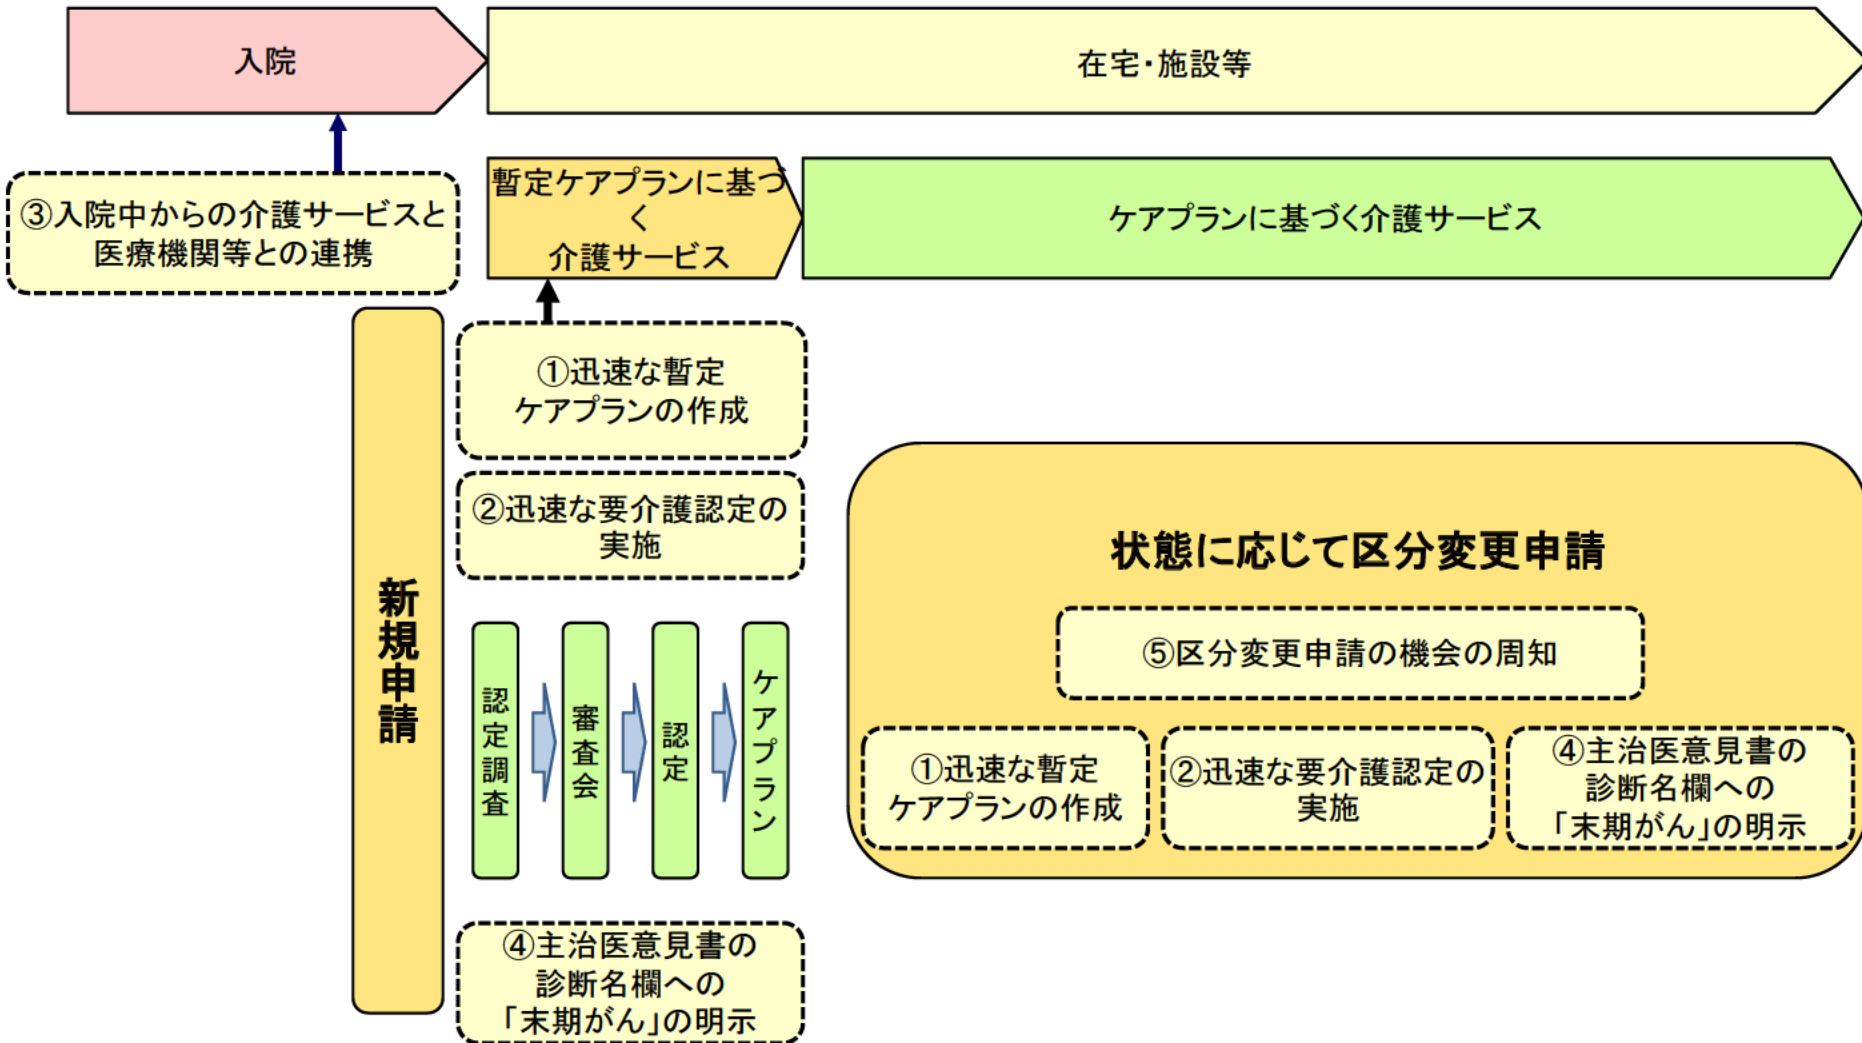 入院
在宅・施設等
③入院中からの介護サービスと
医療機関等との連携
暫定ケアプランに基づ
く
介護サービス
ケアプランに基づく介護サービス
新規申請
①迅速な暫定
ケアプランの作成
②迅速な要介護認定の
実施
認定調査
審査会
認定
ケアプラン
④主治医意見書の
診断名欄への
「末期がん」の明示
状態に応じて区分変更申請
⑤区分変更申請の機会の周知
①迅速な暫定
ケアプランの作成
②迅速な要介護認定の
実施
④主治医意見書の
診断名欄への
「末期がん」の明示